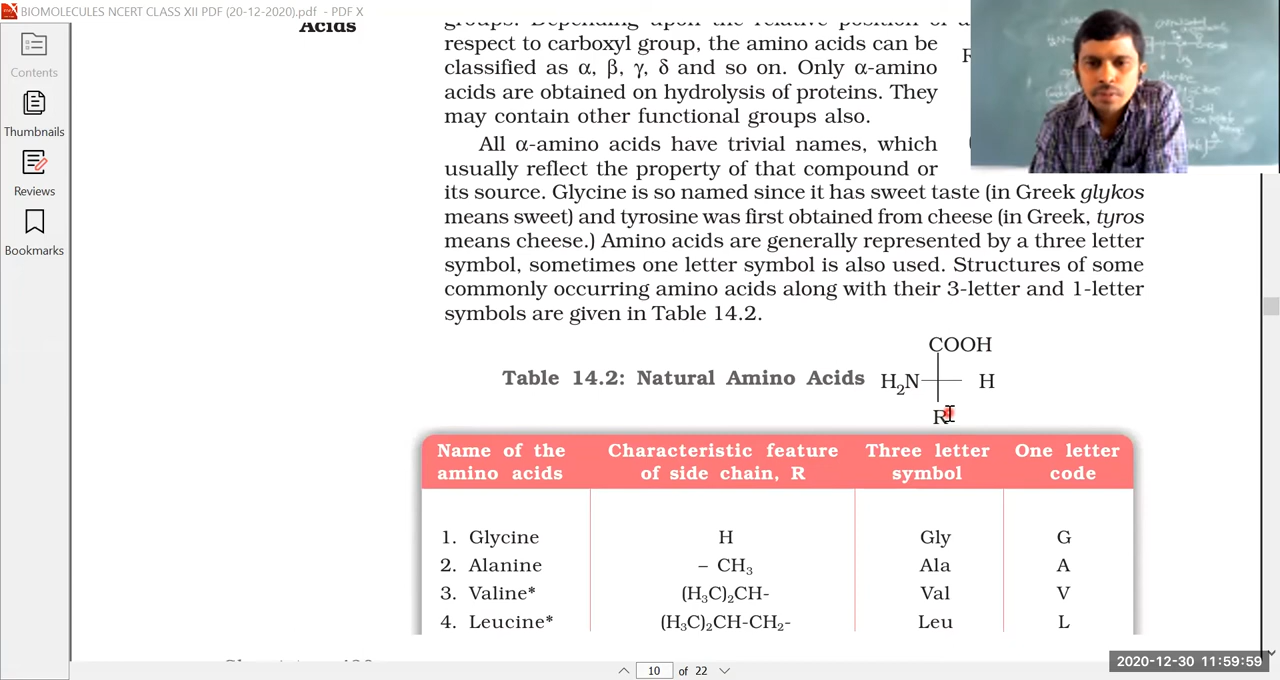 BIOMOLECULES NCERT CLASS XII PDF (20-12-2020).pdf - PDF X
Contents
Thumbnails
Reviews
Bookmarks
Acids
groups. Depending upon the relative position of
respect to carboxyl group, the amino acids can be
classified as α, β, γ, δ and so on. Only α-amino
acids are obtained on hydrolysis of proteins. They
may contain other functional groups also.
R
All α-amino acids have trivial names, which
usually reflect the property of that compound or
its source. Glycine is so named since it has sweet taste (in Greek glykos
means sweet) and tyrosine was first obtained from cheese (in Greek, tyros
means cheese.) Amino acids are generally represented by a three letter
symbol, sometimes one letter symbol is also used. Structures of some
commonly occurring amino acids along with their 3-letter and 1-letter
symbols are given in Table 14.2.
COOH
Table 14.2: Natural Amino Acids H₂N H
R
Name of the amino acids Characteristic feature of side chain, R Three letter symbol One letter code
1. Glycine H Gly G
2. Alanine – CH₃ Ala A
3. Valine* (H₃C)₂CH- Val V
4. Leucine* (H₃C)₂CH-CH₂- Leu L
10 of 22
2020-12-30 11:59:59